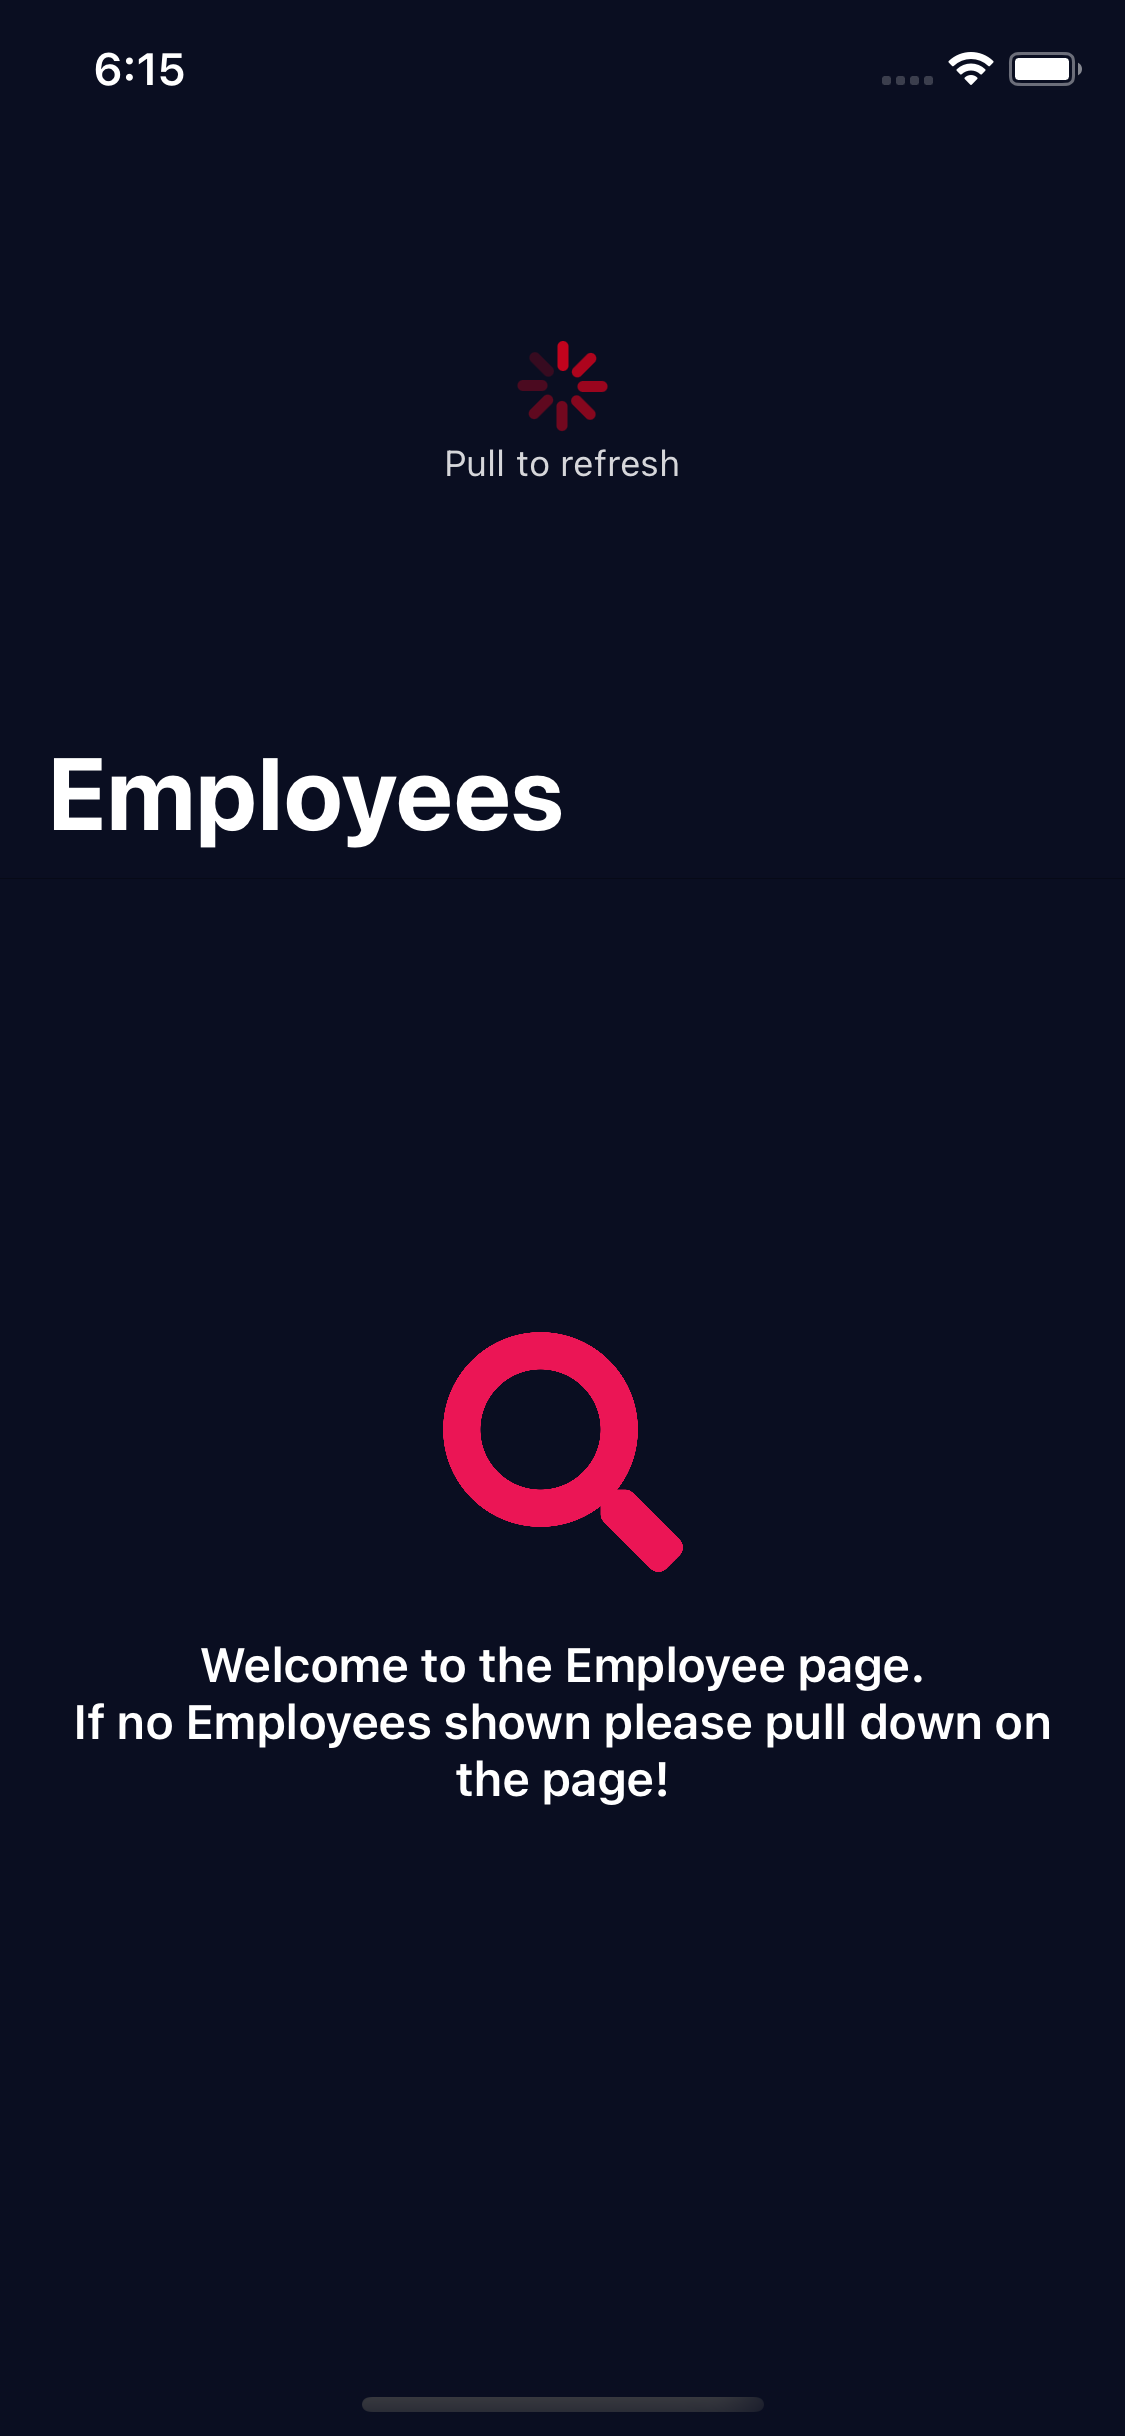 6:15
Pull to refresh
Employees
Welcome to the Employee page.
If no Employees shown please pull down on
the page!